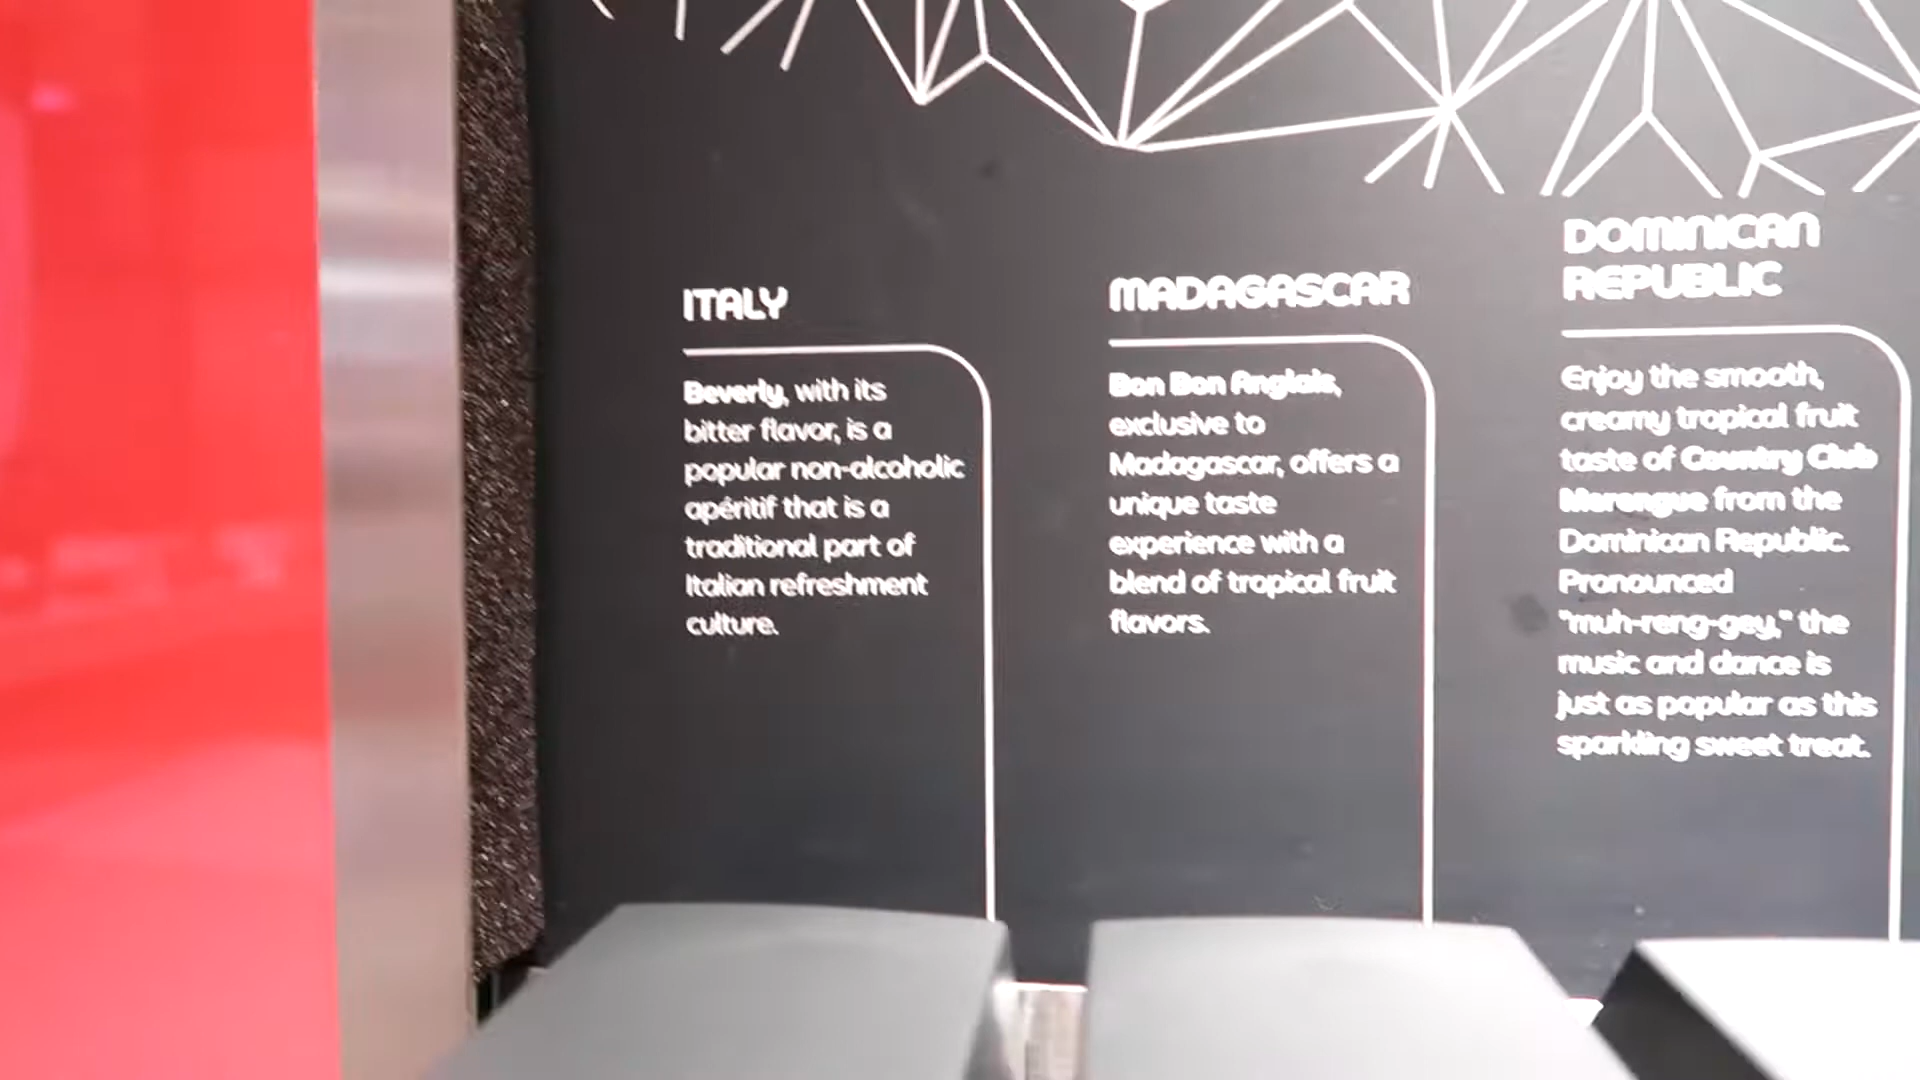 ITALY
Beverly, with its
bitter flavor, is a
popular non-alcoholic
apéritif that is a
traditional part of
Italian refreshment
culture.
MADAGASCAR
Bon Bon Anglais,
exclusive to
Madagascar, offers a
unique taste
experience with a
blend of tropical fruit
flavors.
DOMINICAN
REPUBLIC
Enjoy the smooth,
creamy tropical fruit
taste of Country Club
Merengue from the
Dominican Republic.
Pronounced
"muh-reng-gey," the
music and dance is
just as popular as this
sparkling sweet treat.